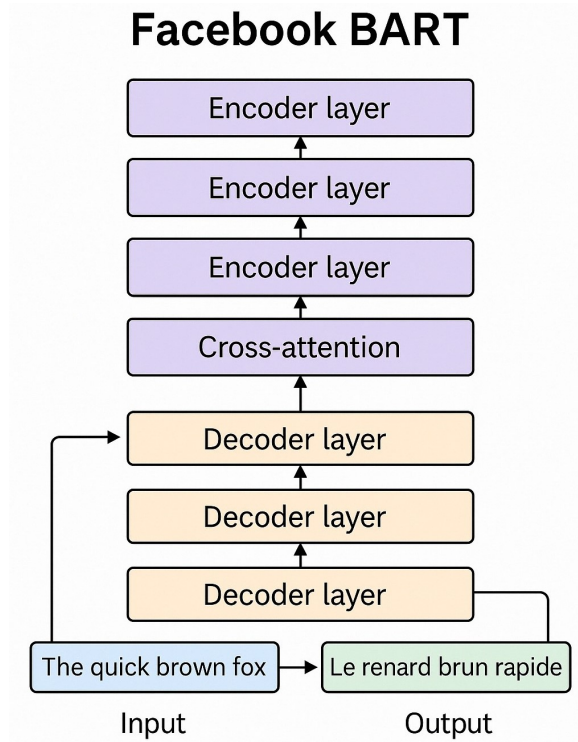 Facebook BART
Encoder layer
Encoder layer
Encoder layer
Cross-attention
Decoder layer
Decoder layer
Decoder layer
The quick brown fox
Le renard brun rapide
Input
Output